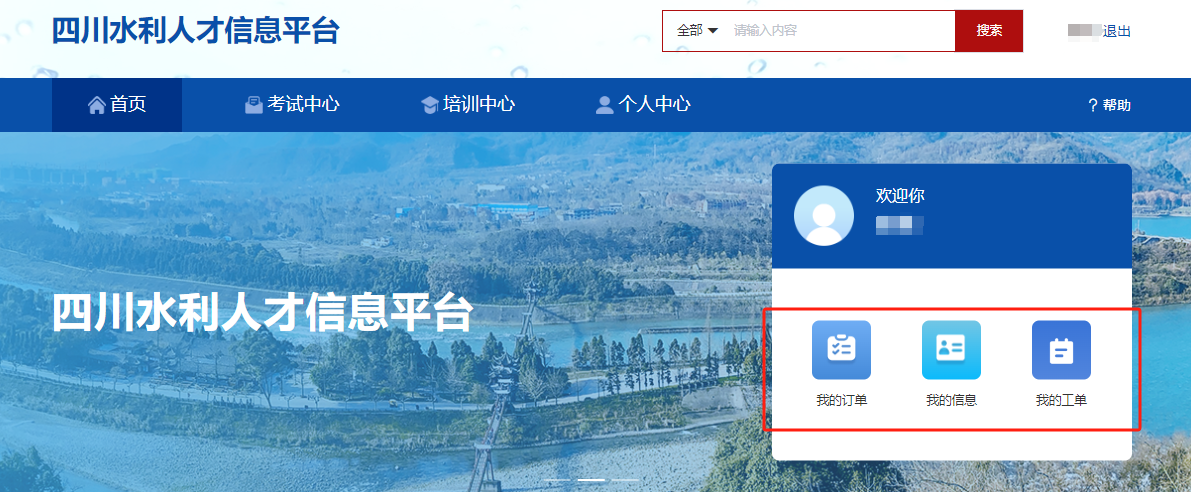 四川水利人才信息平台
全部 请输入内容 搜索 退出
首页 考试中心 培训中心 个人中心 ? 帮助
欢迎你
四川水利人才信息平台
我的订单 我的信息 我的工单